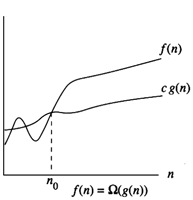 f(n)
c g(n)
n
n₀
f(n) = Ω(g(n))